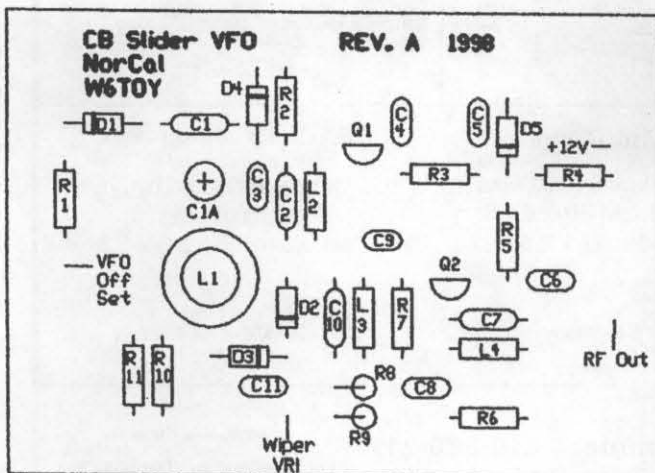 CB Slider VFO REV. A 1998
NorCal
W6TOY
D4
R2
D1
C1
Q1
C4
C5
D5
+12V
R3
R4
R1
C1A
C3
C2
L2
R5
C9
VFO
Off
Set
L1
Q2
C6
D2
C10
L3
R7
C7
L4
RF Out
R11
R10
D3
C11
R8
C8
R9
R6
Wiper
VR1